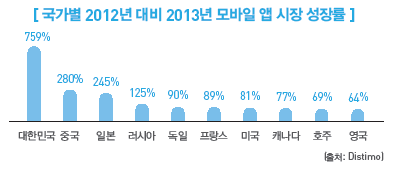 [ 국가별 2012년 대비 2013년 모바일 앱 시장 성장률 ]
759% 280% 245% 125% 90% 89% 81% 77% 69% 64%
대한민국 중국 일본 러시아 독일 프랑스 미국 캐나다 호주 영국
(출처: Distimo)